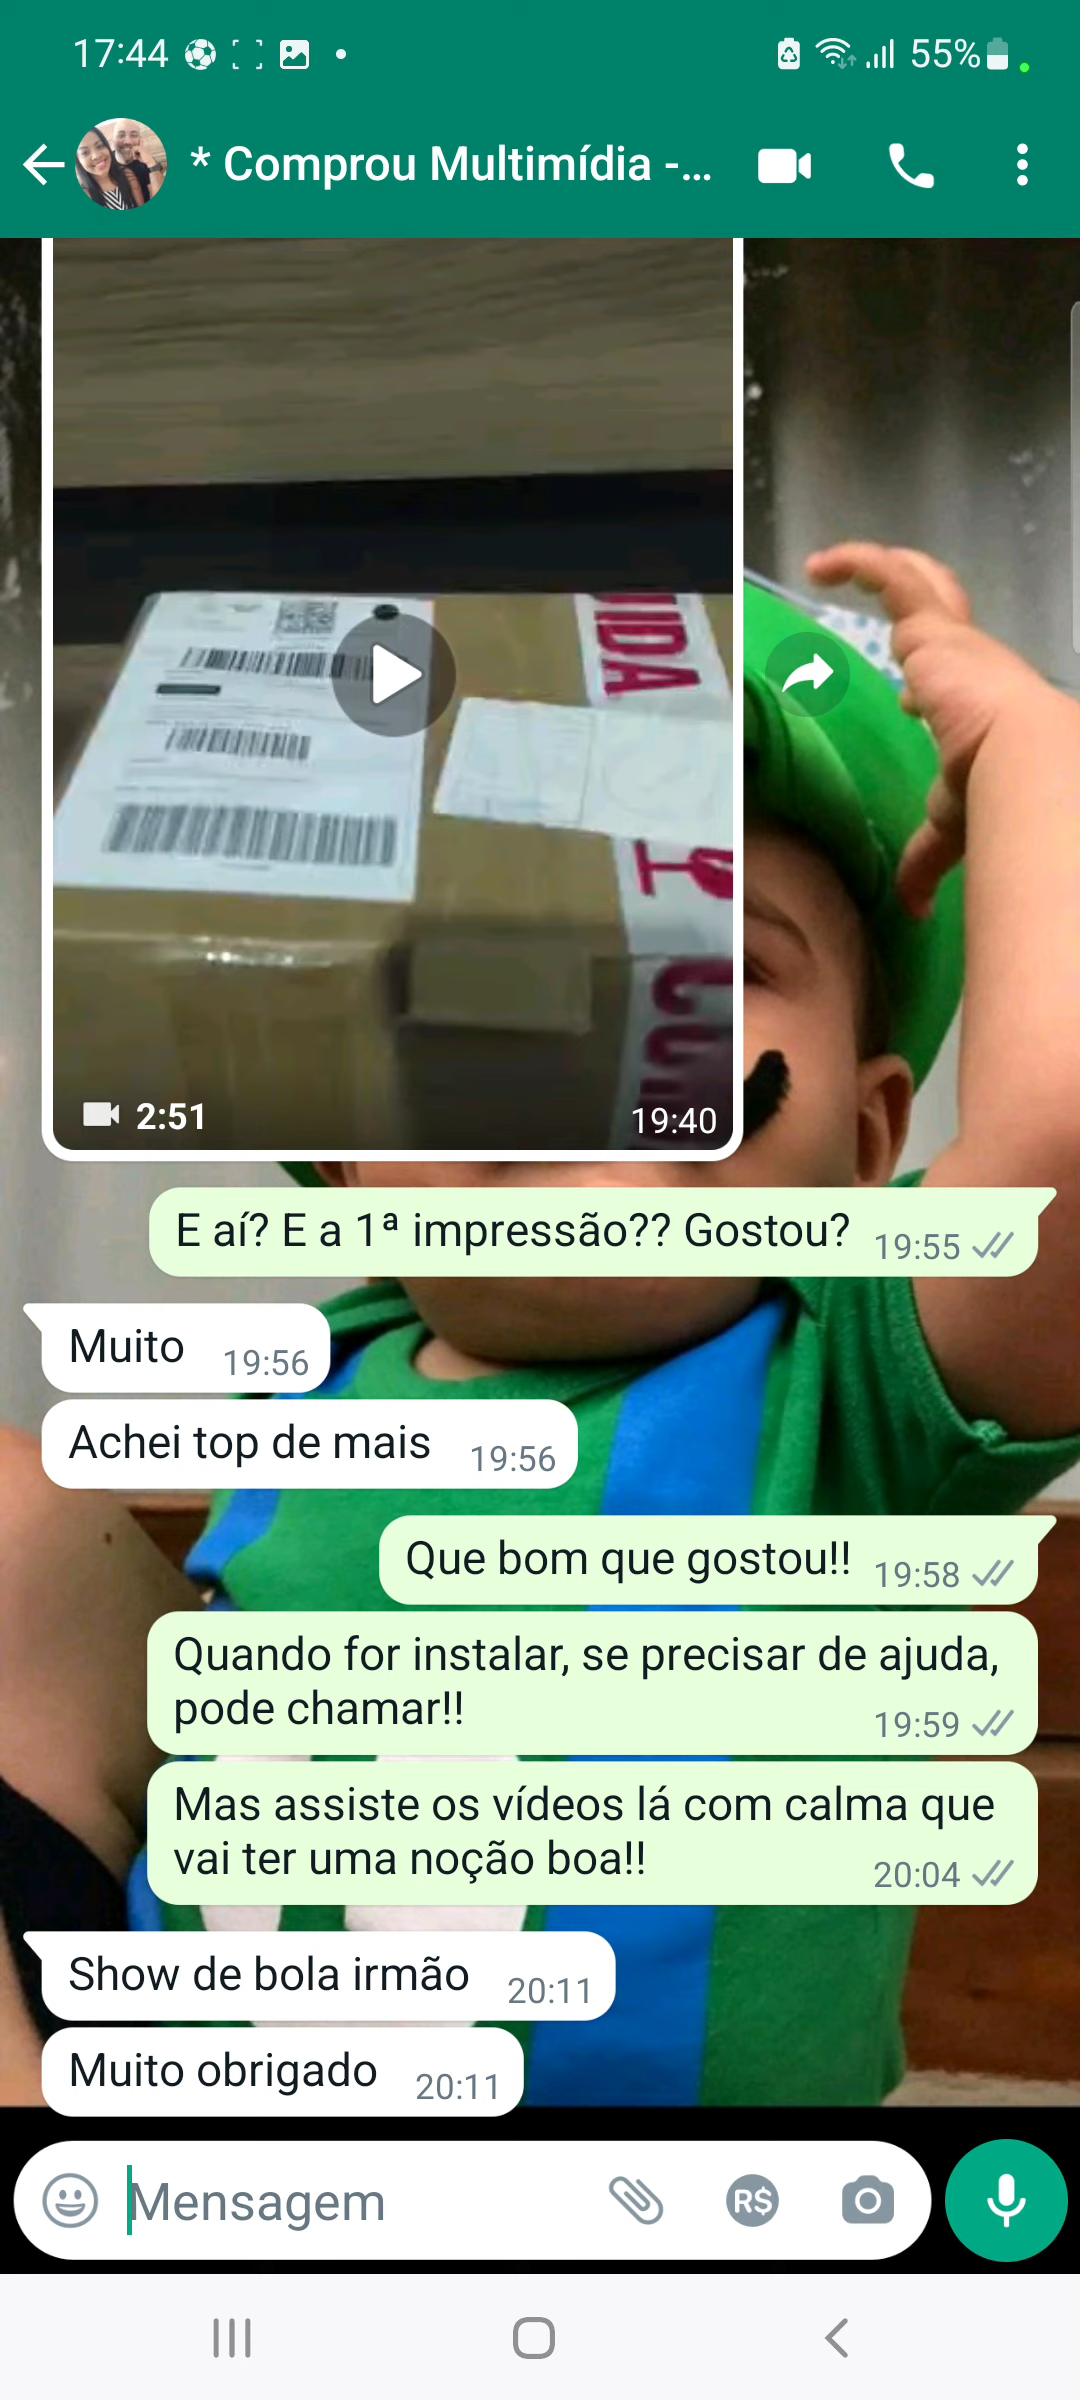 17:44
55%
* Comprou Multimídia -...
UIDA
2:51
19:40
E aí? E a 1ª impressão?? Gostou? 19:55
Muito 19:56
Achei top de mais 19:56
Que bom que gostou!! 19:58
Quando for instalar, se precisar de ajuda,
pode chamar!! 19:59
Mas assiste os vídeos lá com calma que
vai ter uma noção boa!! 20:04
Show de bola irmão 20:11
Muito obrigado 20:11
Mensagem
R$